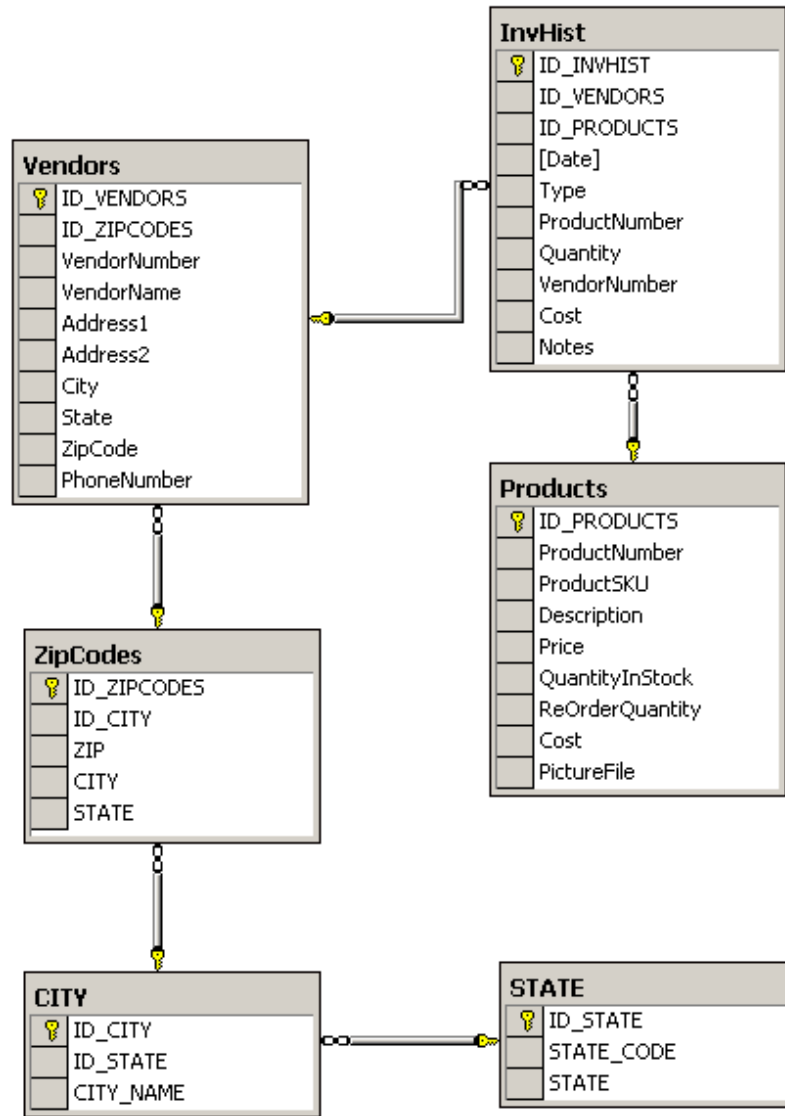 InvHist
ID_INVHIST
ID_VENDORS
ID_PRODUCTS
[Date]
Type
ProductNumber
Quantity
VendorNumber
Cost
Notes
Vendors
ID_VENDORS
ID_ZIPCODES
VendorNumber
VendorName
Address1
Address2
City
State
ZipCode
PhoneNumber
Products
ID_PRODUCTS
ProductNumber
ProductSKU
Description
Price
QuantityInStock
ReOrderQuantity
Cost
PictureFile
ZipCodes
ID_ZIPCODES
ID_CITY
ZIP
CITY
STATE
CITY
ID_CITY
ID_STATE
CITY_NAME
STATE
ID_STATE
STATE_CODE
STATE